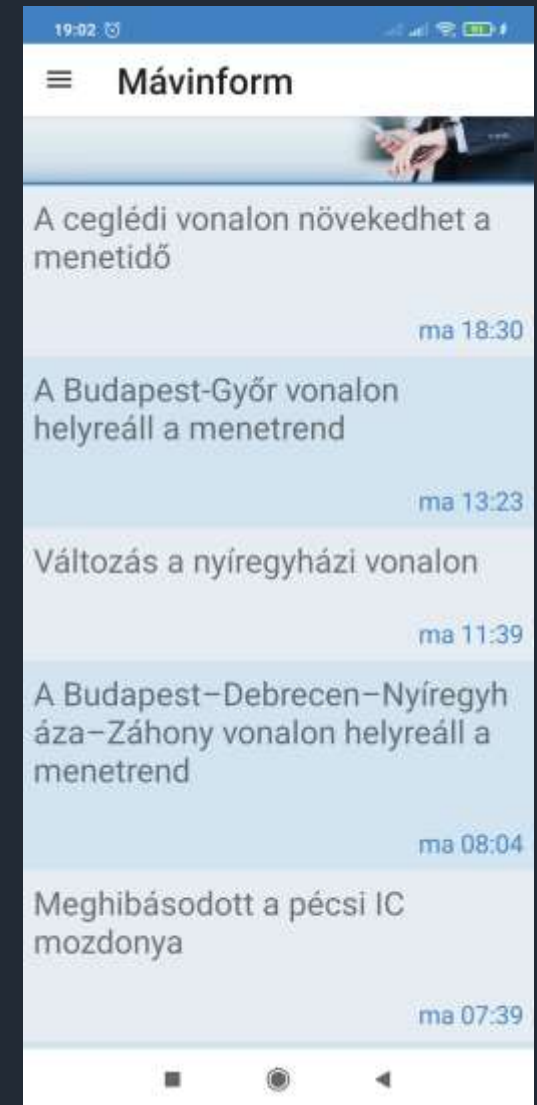 19:02
Mávinform
A ceglédi vonalon növekedhet a
menetidő
ma 18:30
A Budapest-Győr vonalon
helyreáll a menetrend
ma 13:23
Változás a nyíregyházi vonalon
ma 11:39
A Budapest–Debrecen–Nyíregyh
áza–Záhony vonalon helyreáll a
menetrend
ma 08:04
Meghibásodott a pécsi IC
mozdonya
ma 07:39